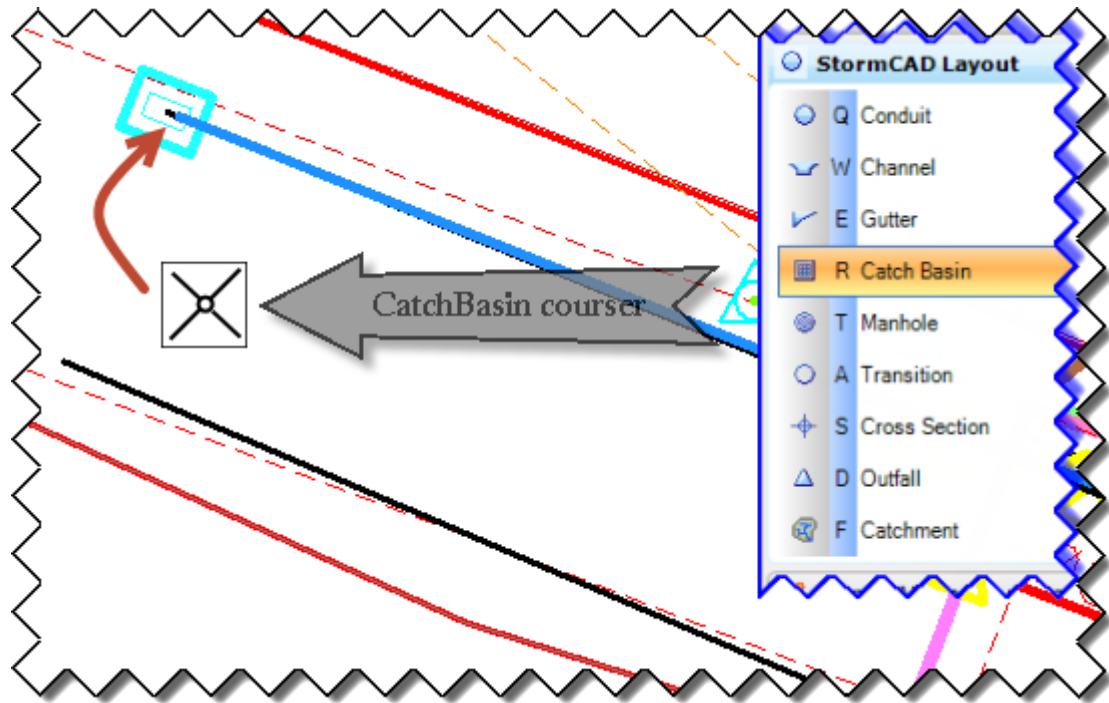 StormCAD Layout
Q Conduit
W Channel
E Gutter
R Catch Basin
T Manhole
A Transition
S Cross Section
D Outfall
F Catchment
CatchBasin courser